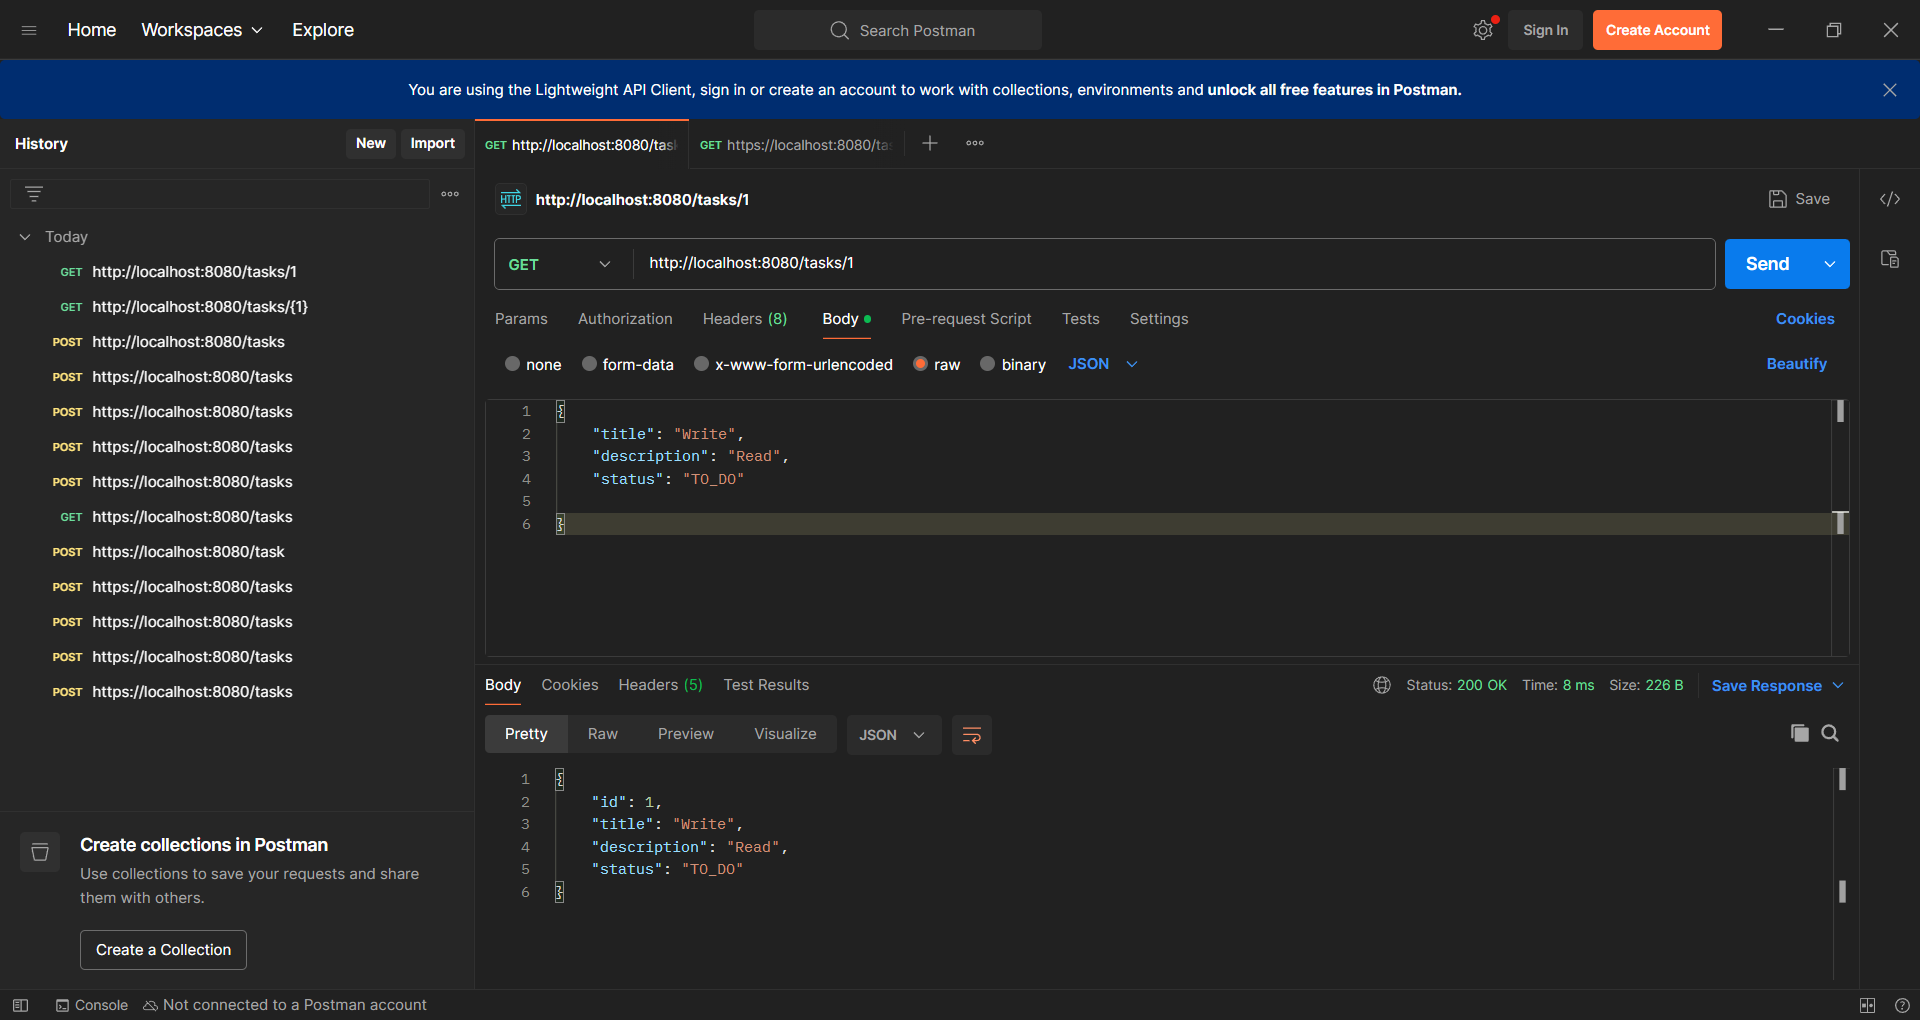 Home Workspaces Explore Search Postman Sign In Create Account
You are using the Lightweight API Client, sign in or create an account to work with collections, environments and unlock all free features in Postman.
History New Import
GET http://localhost:8080/tas GET https://localhost:8080/ta
HTTP http://localhost:8080/tasks/1 Save
Today
GET http://localhost:8080/tasks/1
GET http://localhost:8080/tasks/{1}
POST http://localhost:8080/tasks
POST https://localhost:8080/tasks
POST https://localhost:8080/tasks
POST https://localhost:8080/tasks
POST https://localhost:8080/tasks
GET https://localhost:8080/tasks
POST https://localhost:8080/task
POST https://localhost:8080/tasks
POST https://localhost:8080/tasks
POST https://localhost:8080/tasks
POST https://localhost:8080/tasks
GET http://localhost:8080/tasks/1 Send
Params Authorization Headers (8) Body Pre-request Script Tests Settings Cookies
none form-data x-www-form-urlencoded raw binary JSON Beautify
1 {
2 "title": "Write",
3 "description": "Read",
4 "status": "TO_DO"
5
6 }
Body Cookies Headers (5) Test Results Status: 200 OK Time: 8 ms Size: 226 B Save Response
Pretty Raw Preview Visualize JSON
1 {
2 "id": 1,
3 "title": "Write",
4 "description": "Read",
5 "status": "TO_DO"
6 }
Create collections in Postman
Use collections to save your requests and share
them with others.
Create a Collection
Console Not connected to a Postman account